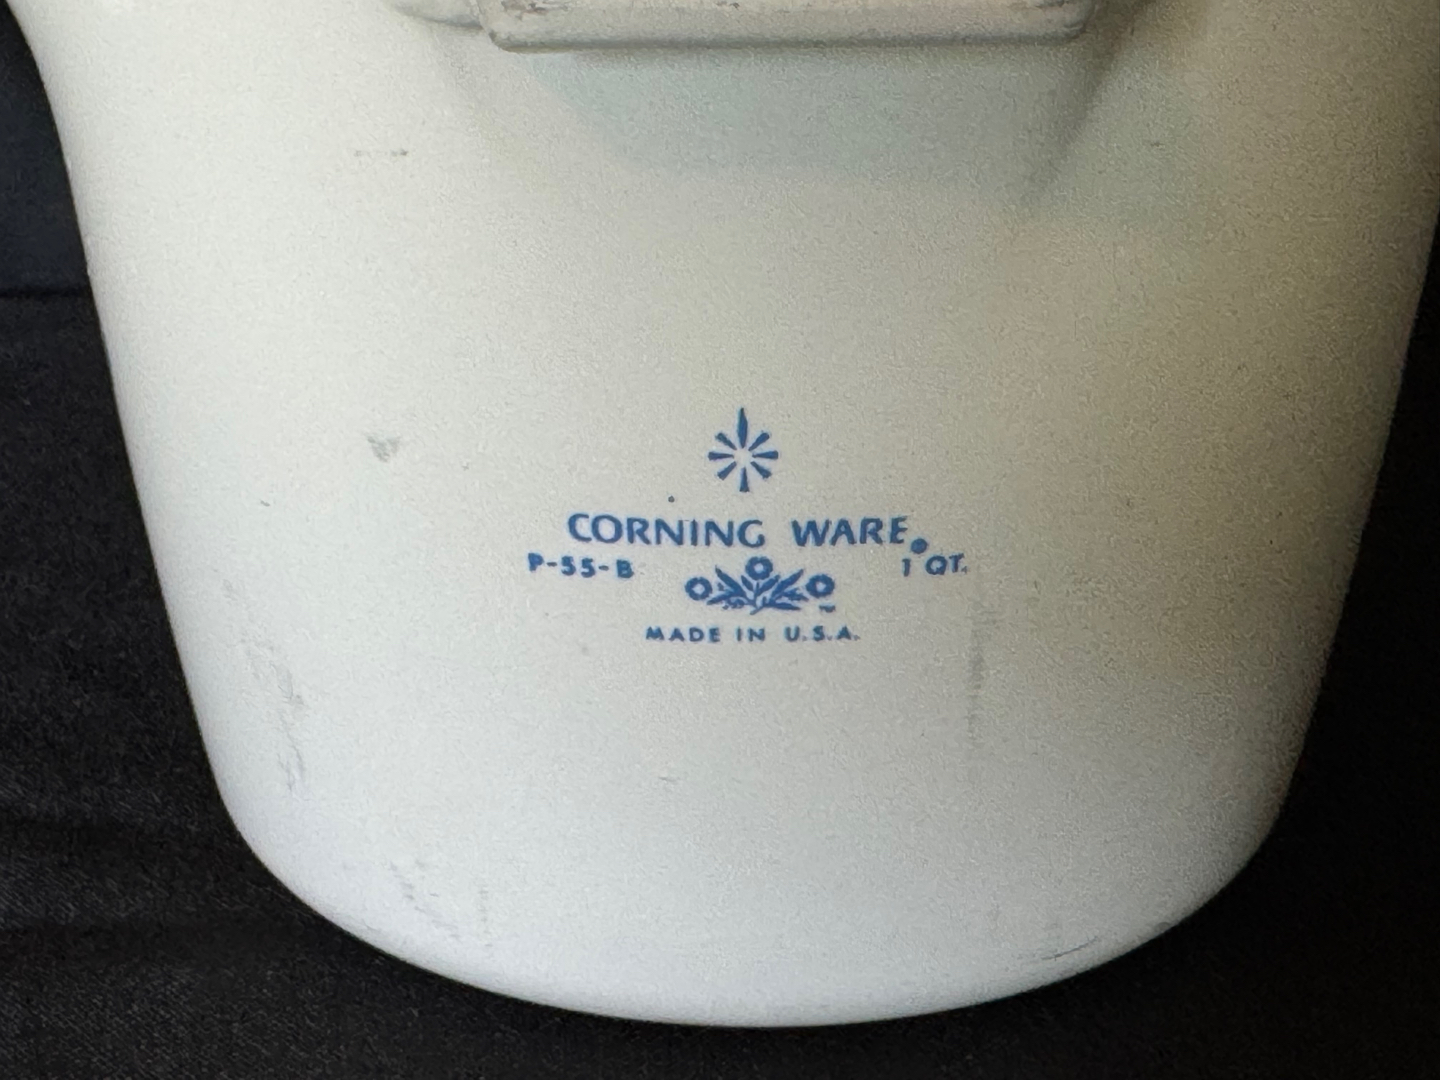 CORNING WARE®
P-55-B 1 QT.
MADE IN U.S.A.